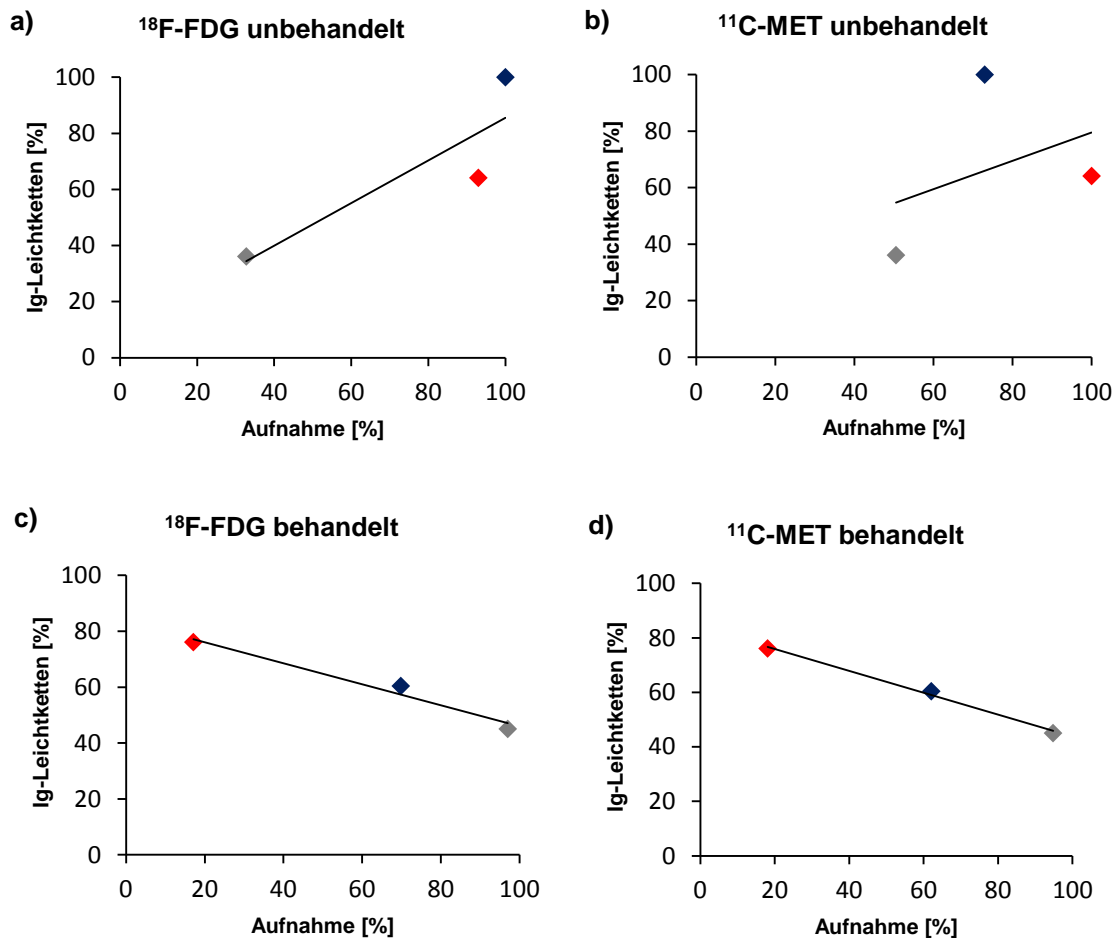 a)
¹⁸F-FDG unbehandelt
Ig-Leichtketten [%]
100
80
60
40
20
0
0 20 40 60 80 100
Aufnahme [%]
b)
¹¹C-MET unbehandelt
Ig-Leichtketten [%]
100
80
60
40
20
0
0 20 40 60 80 100
Aufnahme [%]
c)
¹⁸F-FDG behandelt
Ig-Leichtketten [%]
100
80
60
40
20
0
0 20 40 60 80 100
Aufnahme [%]
d)
¹¹C-MET behandelt
Ig-Leichtketten [%]
100
80
60
40
20
0
0 20 40 60 80 100
Aufnahme [%]